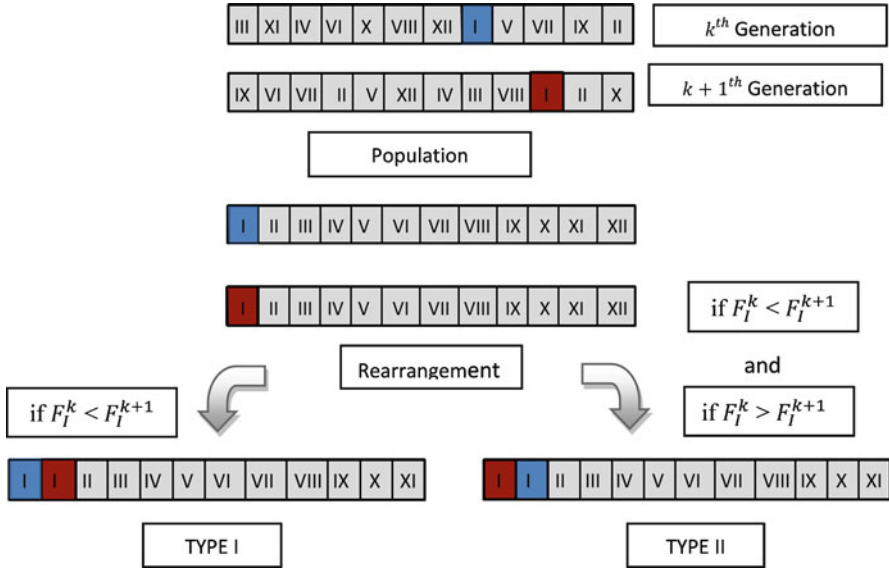 III XI IV VI X VIII XII I V VII IX II
k^th Generation
IX VI VII II V XII IV III VIII I II X
k + 1^th Generation
Population
I II III IV V VI VII VIII IX X XI XII
I II III IV V VI VII VIII IX X XI XII
if F_I^k < F_I^{k+1}
Rearrangement
and
if F_I^k < F_I^{k+1}
if F_I^k > F_I^{k+1}
I I II III IV V VI VII VIII IX X XI
I I II III IV V VI VII VIII IX X XI
TYPE I
TYPE II